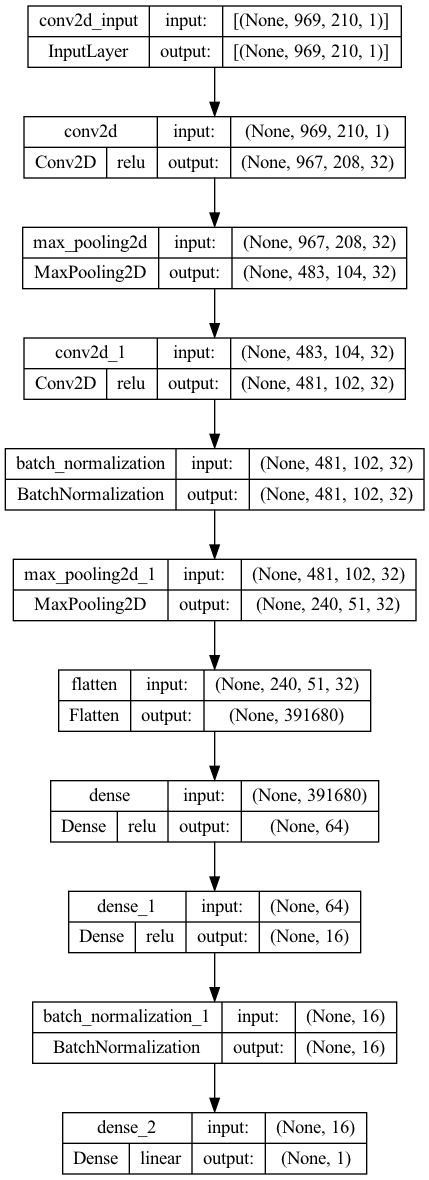 conv2d_input input: [(None, 969, 210, 1)]
InputLayer output: [(None, 969, 210, 1)]
conv2d input: (None, 969, 210, 1)
Conv2D relu output: (None, 967, 208, 32)
max_pooling2d input: (None, 967, 208, 32)
MaxPooling2D output: (None, 483, 104, 32)
conv2d_1 input: (None, 483, 104, 32)
Conv2D relu output: (None, 481, 102, 32)
batch_normalization input: (None, 481, 102, 32)
BatchNormalization output: (None, 481, 102, 32)
max_pooling2d_1 input: (None, 481, 102, 32)
MaxPooling2D output: (None, 240, 51, 32)
flatten input: (None, 240, 51, 32)
Flatten output: (None, 391680)
dense input: (None, 391680)
Dense relu output: (None, 64)
dense_1 input: (None, 64)
Dense relu output: (None, 16)
batch_normalization_1 input: (None, 16)
BatchNormalization output: (None, 16)
dense_2 input: (None, 16)
Dense linear output: (None, 1)